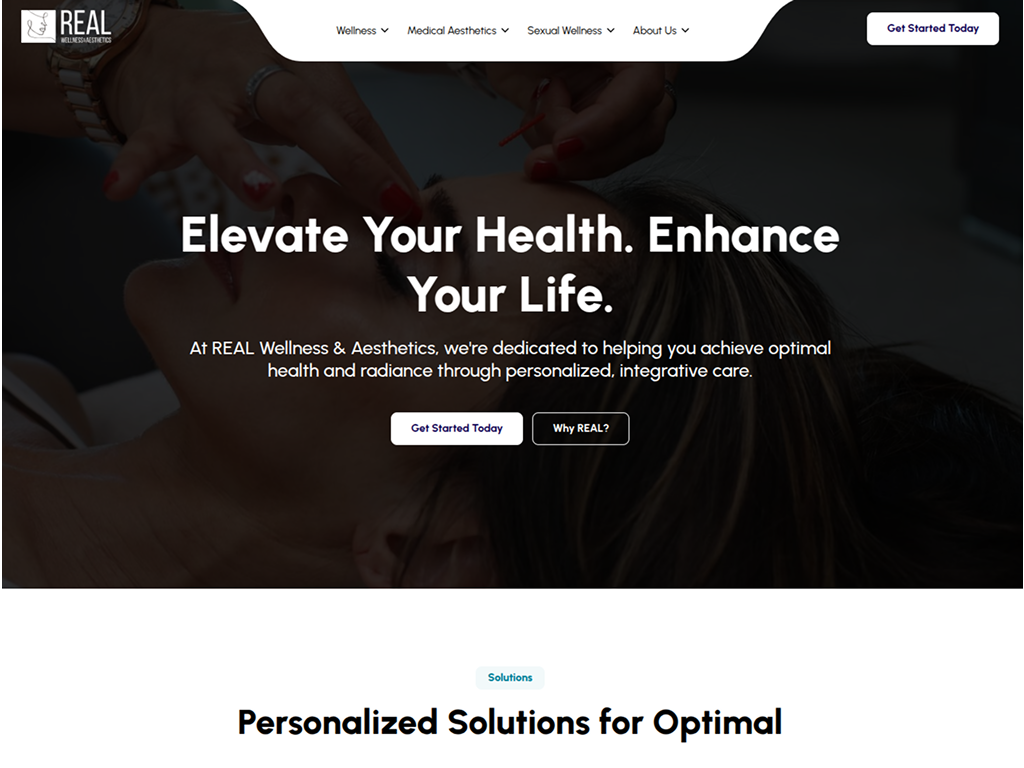 REAL
WELLNESS & AESTHETICS
Wellness
Medical Aesthetics
Sexual Wellness
About Us
Get Started Today
Elevate Your Health. Enhance
Your Life.
At REAL Wellness & Aesthetics, we're dedicated to helping you achieve optimal
health and radiance through personalized, integrative care.
Get Started Today
Why REAL?
Solutions
Personalized Solutions for Optimal